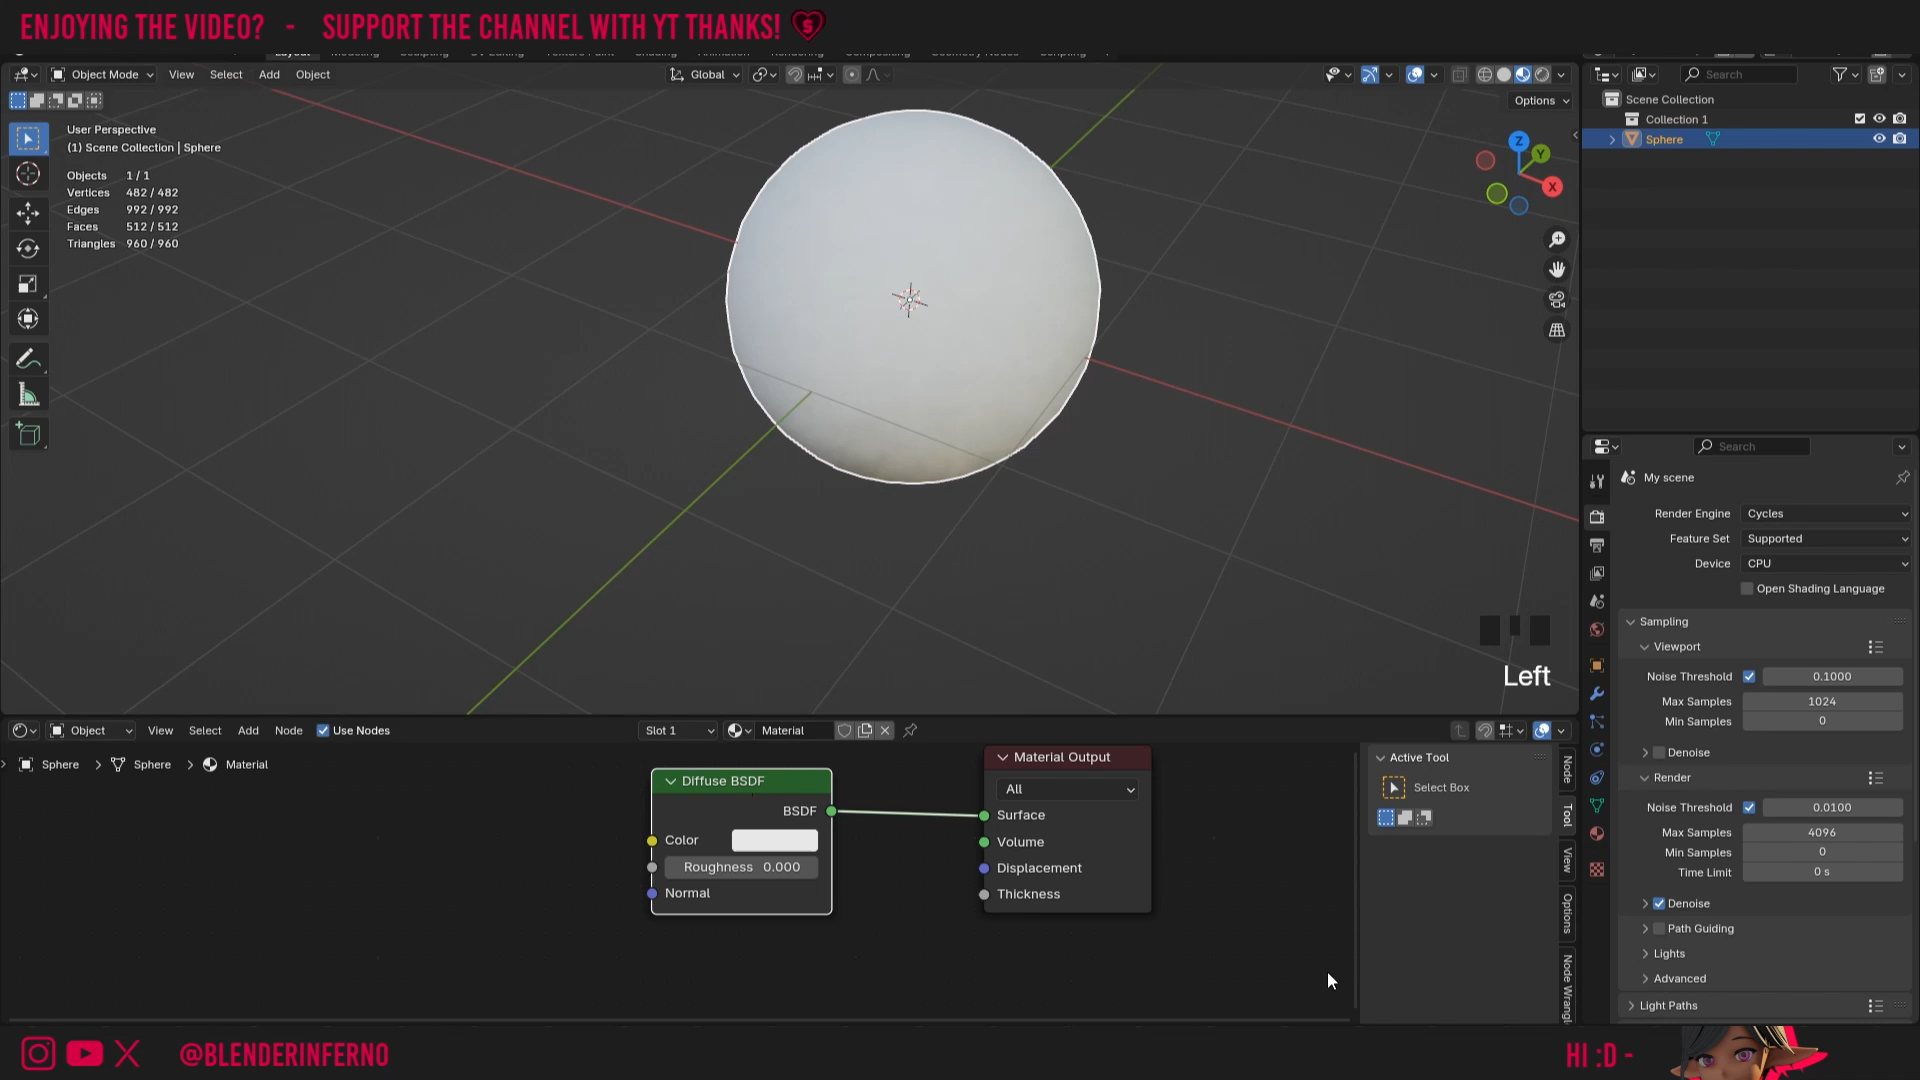 ENJOYING THE VIDEO? - SUPPORT THE CHANNEL WITH YT THANKS!
Object Mode View Select Add Object Global
Options
User Perspective
(1) Scene Collection | Sphere
Objects 1 / 1
Vertices 482 / 482
Edges 992 / 992
Faces 512 / 512
Triangles 960 / 960
Z
Y
X
Left
Search
Scene Collection
Collection 1
Sphere
Search
My scene
Render Engine Cycles
Feature Set Supported
Device CPU
Open Shading Language
Sampling
Viewport
Noise Threshold 0.1000
Max Samples 1024
Min Samples 0
Denoise
Render
Noise Threshold 0.0100
Max Samples 4096
Min Samples 0
Time Limit 0 s
Denoise
Path Guiding
Lights
Advanced
Light Paths
Object View Select Add Node Use Nodes Slot 1 Material
Sphere Sphere Material
Diffuse BSDF
BSDF
Color
Roughness 0.000
Normal
Material Output
All
Surface
Volume
Displacement
Thickness
Active Tool
Select Box
Node
Tool
View
Options
Node Wrangl
@BLENDERINFERNO
HI :D -